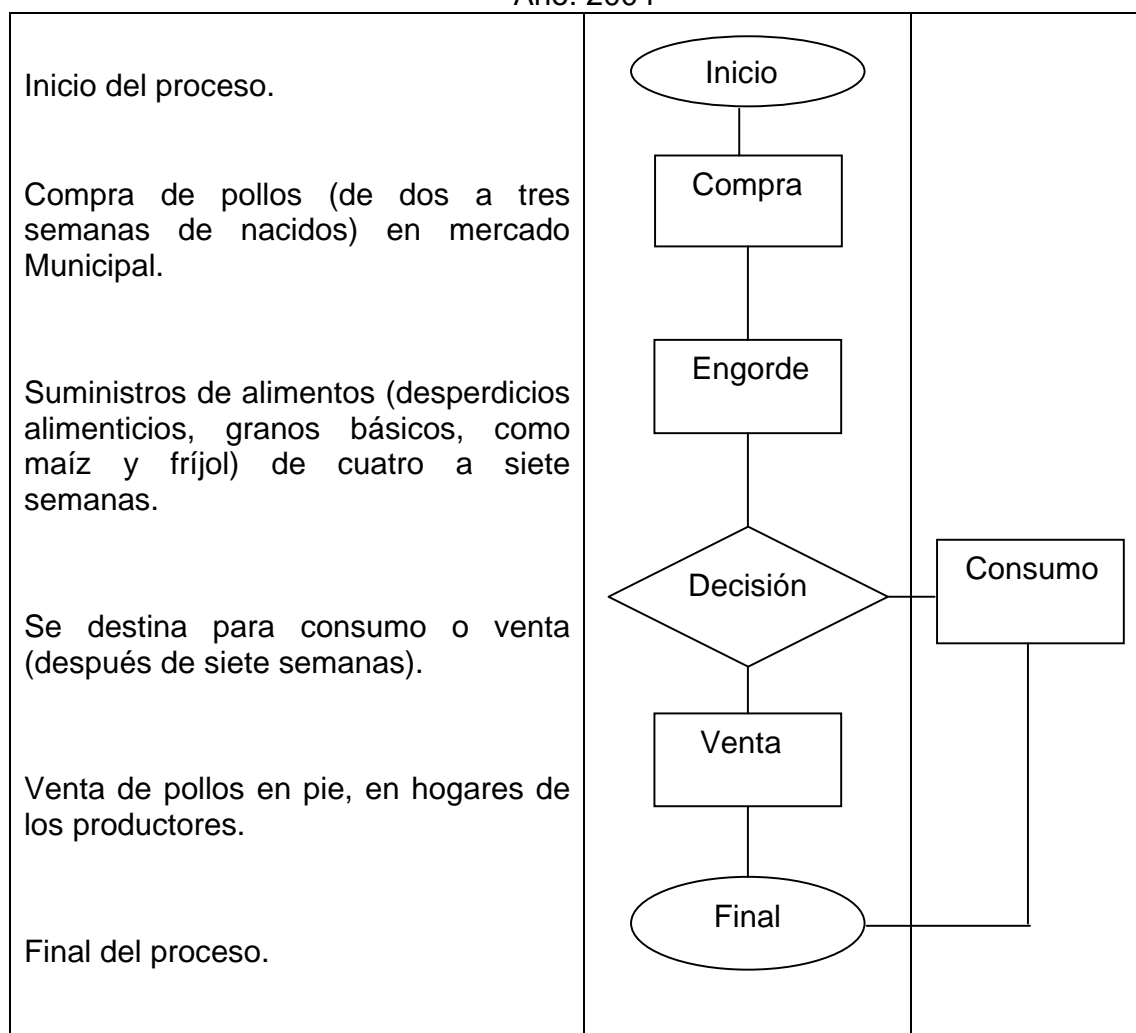 Inicio del proceso.
Compra de pollos (de dos a tres
semanas de nacidos) en mercado
Municipal.
Suministros de alimentos (desperdicios
alimenticios, granos básicos, como
maíz y fríjol) de cuatro a siete
semanas.
Se destina para consumo o venta
(después de siete semanas).
Venta de pollos en pie, en hogares de
los productores.
Final del proceso.
Inicio
Compra
Engorde
Decisión
Consumo
Venta
Final